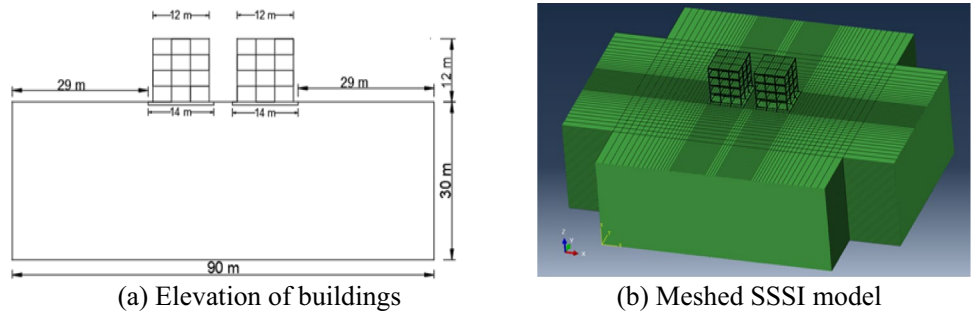 12 m
12 m
29 m
29 m
12 m
14 m
14 m
30 m
90 m
(a) Elevation of buildings
Z
Y
X
(b) Meshed SSSI model